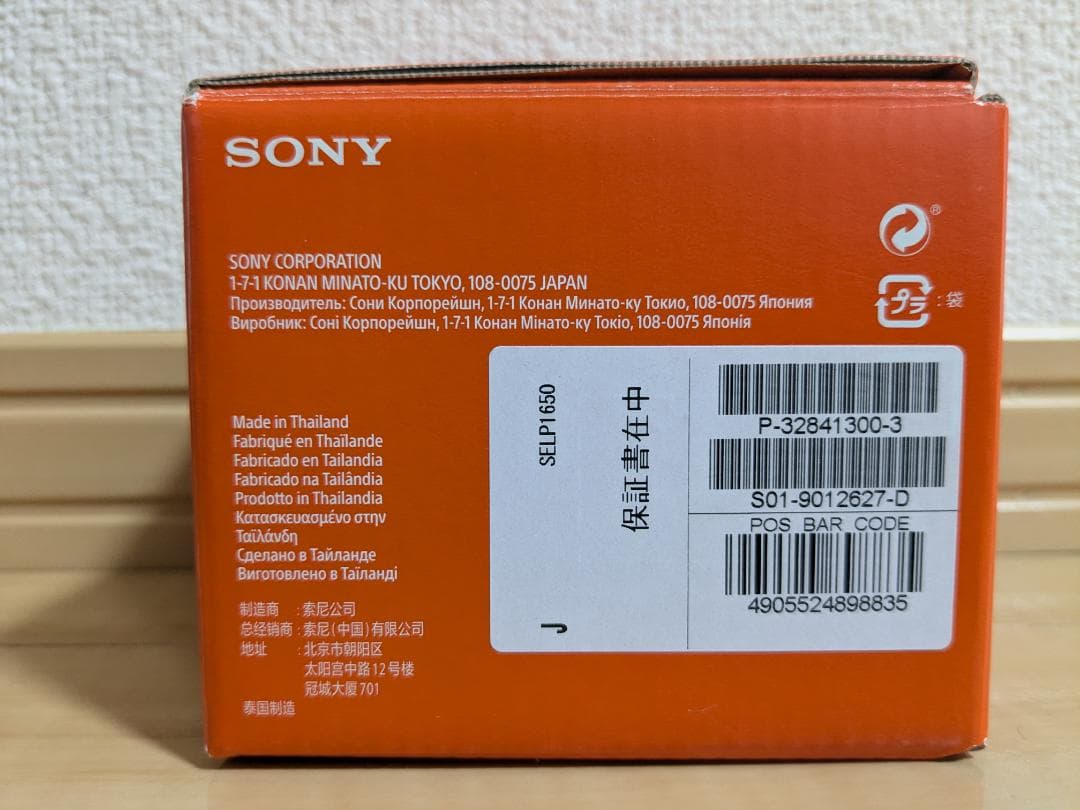 SONY
SONY CORPORATION
1-7-1 KONAN MINATO-KU TOKYO, 108-0075 JAPAN
Производитель: Сони Корпорейшн, 1-7-1 Конан Минато-ку Токио, 108-0075 Япония
Виробник: Соні Корпорейшн, 1-7-1 Конан Мінато-ку Токіо, 108-0075 Японія
®
プラ : 袋
Made in Thailand
Fabriqué en Thaïlande
Fabricado en Tailandia
Fabricado na Tailândia
Prodotto in Thailandia
Κατασκευασμένο στην
Ταϊλάνδη
Сделано в Тайланде
Виготовлено в Таїланді
制造商 : 索尼公司
总经销商 : 索尼(中国)有限公司
地址 : 北京市朝阳区
太阳宫中路12号楼
冠城大厦701
泰国制造
SELP1650
J
保証書在中
P-32841300-3
S01-9012627-D
POS BAR CODE
4905524898835